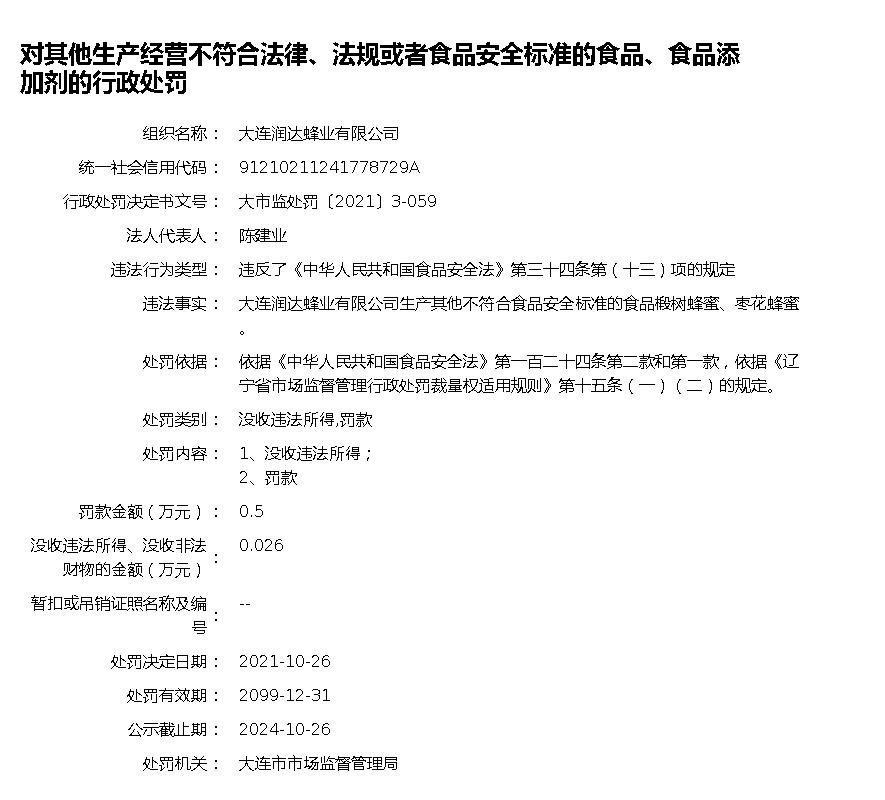 对其他生产经营不符合法律、法规或者食品安全标准的食品、食品添
加剂的行政处罚
组织名称： 大连润达蜂业有限公司
统一社会信用代码： 91210211241778729A
行政处罚决定书文号： 大市监处罚〔2021〕3-059
法人代表人： 陈建业
违法行为类型： 违反了《中华人民共和国食品安全法》第三十四条第（十三）项的规定
违法事实： 大连润达蜂业有限公司生产其他不符合食品安全标准的食品椴树蜂蜜、枣花蜂蜜
。
处罚依据： 依据《中华人民共和国食品安全法》第一百二十四条第二款和第一款，依据《辽
宁省市场监督管理行政处罚裁量权适用规则》第十五条（一）（二）的规定。
处罚类别： 没收违法所得,罚款
处罚内容： 1、没收违法所得；
2、罚款
罚款金额（万元）： 0.5
没收违法所得、没收非法
财物的金额（万元）： 0.026
暂扣或吊销证照名称及编
号： --
处罚决定日期： 2021-10-26
处罚有效期： 2099-12-31
公示截止期： 2024-10-26
处罚机关： 大连市市场监督管理局